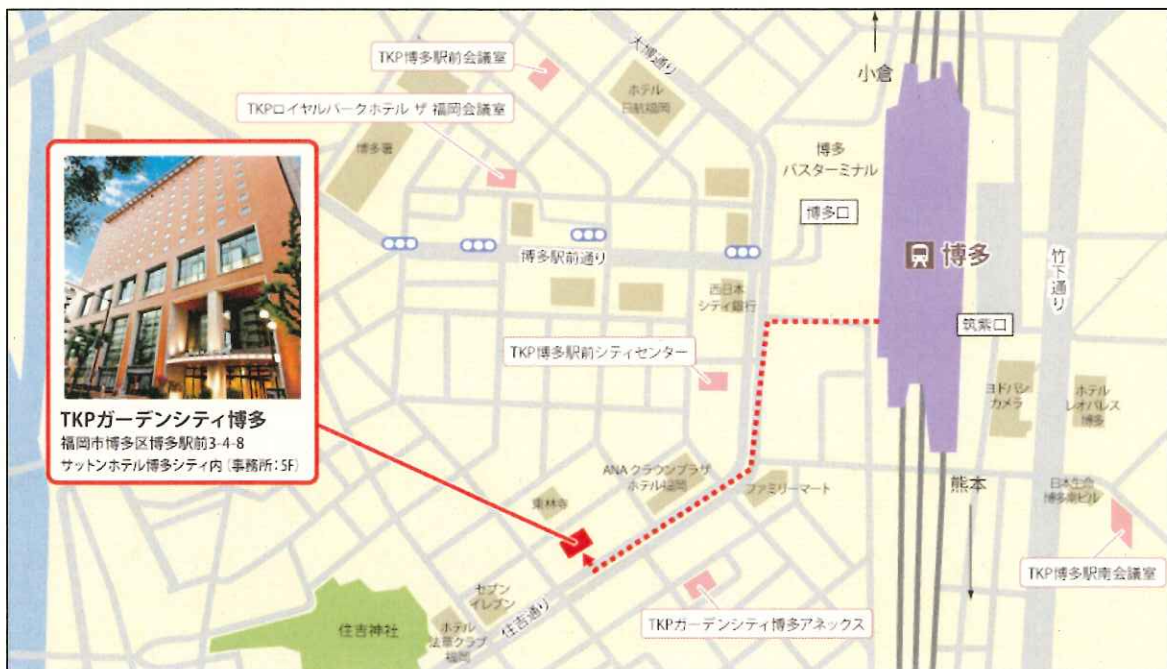 TKP博多駅前会議室
大博通り
小倉
ホテル
日航福岡
TKPロイヤルパークホテル ザ 福岡会議室
博多署
博多
バスターミナル
博多口
博多駅前通り
博多
竹下通り
西日本
シティ銀行
筑紫口
TKP博多駅前シティセンター
ヨドバシ
カメラ
ホテル
レオパレス
博多
TKPガーデンシティ博多
福岡市博多区博多駅前3-4-8
サットンホテル博多シティ内(事務所:5F)
ANA クラウンプラザ
ホテル福岡
ファミリーマート
熊本
日本生命
博多南ビル
東林寺
TKP博多駅南会議室
セブン
イレブン
住吉通り
TKPガーデンシティ博多アネックス
住吉神社
ホテル
法華クラブ
福岡